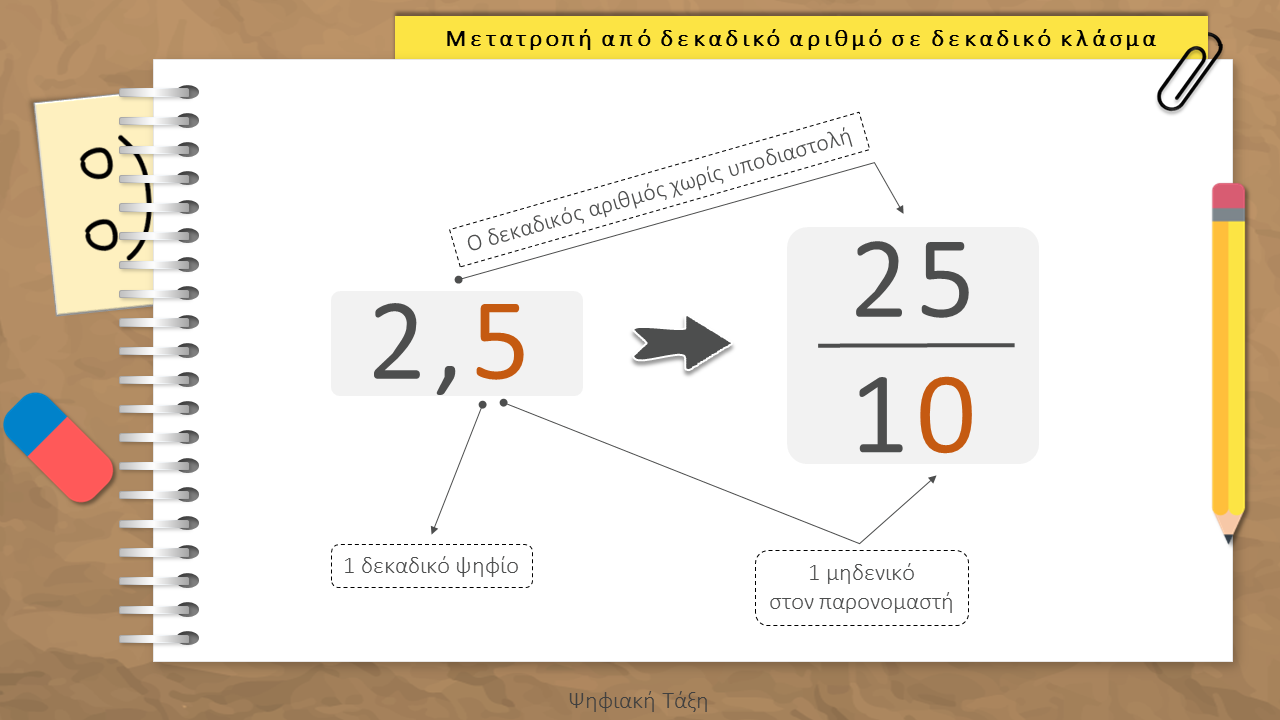 Μετατροπή από δεκαδικό αριθμό σε δεκαδικό κλάσμα
Ο δεκαδικός αριθμός χωρίς υποδιαστολή
2,5
25
10
1 δεκαδικό ψηφίο
1 μηδενικό
στον παρονομαστή
Ψηφιακή Τάξη